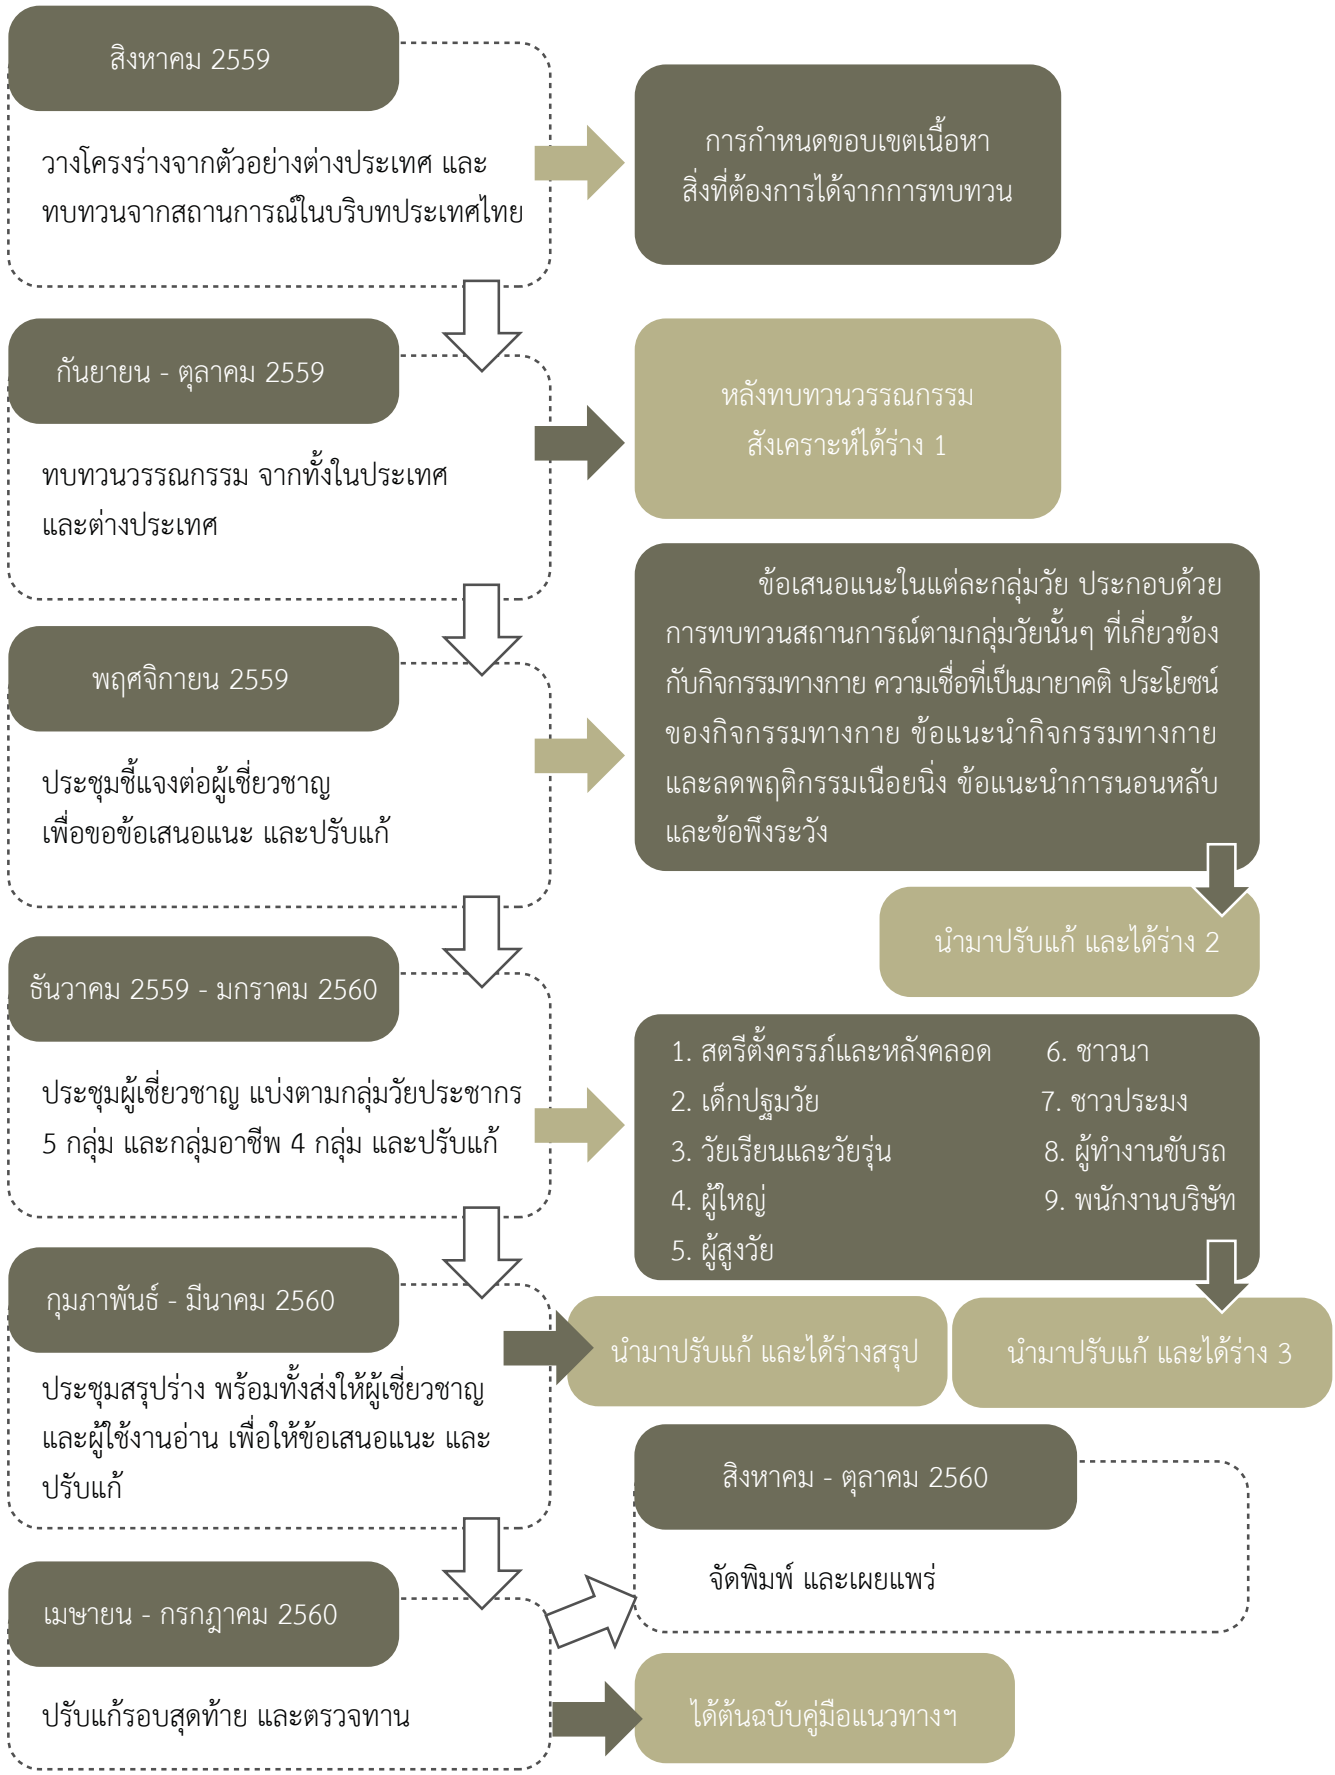 สิงหาคม 2559
วางโครงร่างจากตัวอย่างต่างประเทศ และ
ทบทวนจากสถานการณ์ในบริบทประเทศไทย
การกำหนดขอบเขตเนื้อหา
สิ่งที่ต้องการได้จากการทบทวน
กันยายน - ตุลาคม 2559
ทบทวนวรรณกรรม จากทั้งในประเทศ
และต่างประเทศ
หลังทบทวนวรรณกรรม
สังเคราะห์ได้ร่าง 1
พฤศจิกายน 2559
ประชุมชี้แจงต่อผู้เชี่ยวชาญ
เพื่อขอข้อเสนอแนะ และปรับแก้
ข้อเสนอแนะในแต่ละกลุ่มวัย ประกอบด้วย
การทบทวนสถานการณ์ตามกลุ่มวัยนั้นๆ ที่เกี่ยวข้อง
กับกิจกรรมทางกาย ความเชื่อที่เป็นมายาคติ ประโยชน์
ของกิจกรรมทางกาย ข้อแนะนำกิจกรรมทางกาย
และลดพฤติกรรมเนือยนิ่ง ข้อแนะนำการนอนหลับ
และข้อพึงระวัง
นำมาปรับแก้ และได้ร่าง 2
ธันวาคม 2559 - มกราคม 2560
ประชุมผู้เชี่ยวชาญ แบ่งตามกลุ่มวัยประชากร
5 กลุ่ม และกลุ่มอาชีพ 4 กลุ่ม และปรับแก้
1. สตรีตั้งครรภ์และหลังคลอด
2. เด็กปฐมวัย
3. วัยเรียนและวัยรุ่น
4. ผู้ใหญ่
5. ผู้สูงวัย
6. ชาวนา
7. ชาวประมง
8. ผู้ทำงานขับรถ
9. พนักงานบริษัท
นำมาปรับแก้ และได้ร่าง 3
กุมภาพันธ์ - มีนาคม 2560
ประชุมสรุปร่าง พร้อมทั้งส่งให้ผู้เชี่ยวชาญ
และผู้ใช้งานอ่าน เพื่อให้ข้อเสนอแนะ และ
ปรับแก้
นำมาปรับแก้ และได้ร่างสรุป
เมษายน - กรกฎาคม 2560
ปรับแก้รอบสุดท้าย และตรวจทาน
ได้ต้นฉบับคู่มือแนวทางฯ
สิงหาคม - ตุลาคม 2560
จัดพิมพ์ และเผยแพร่